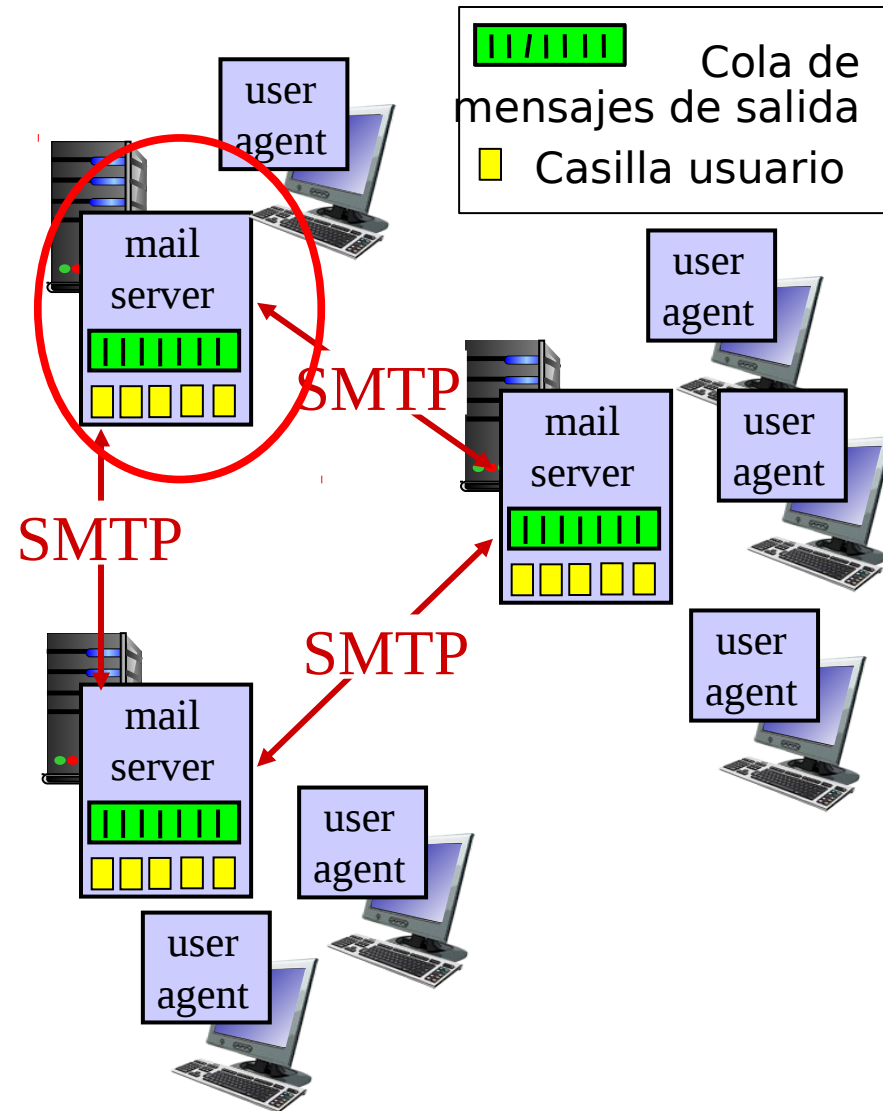 Cola de
mensajes de salida
Casilla usuario
user
agent
mail
server
SMTP
user
agent
mail
server
user
agent
SMTP
SMTP
user
agent
mail
server
user
agent
user
agent